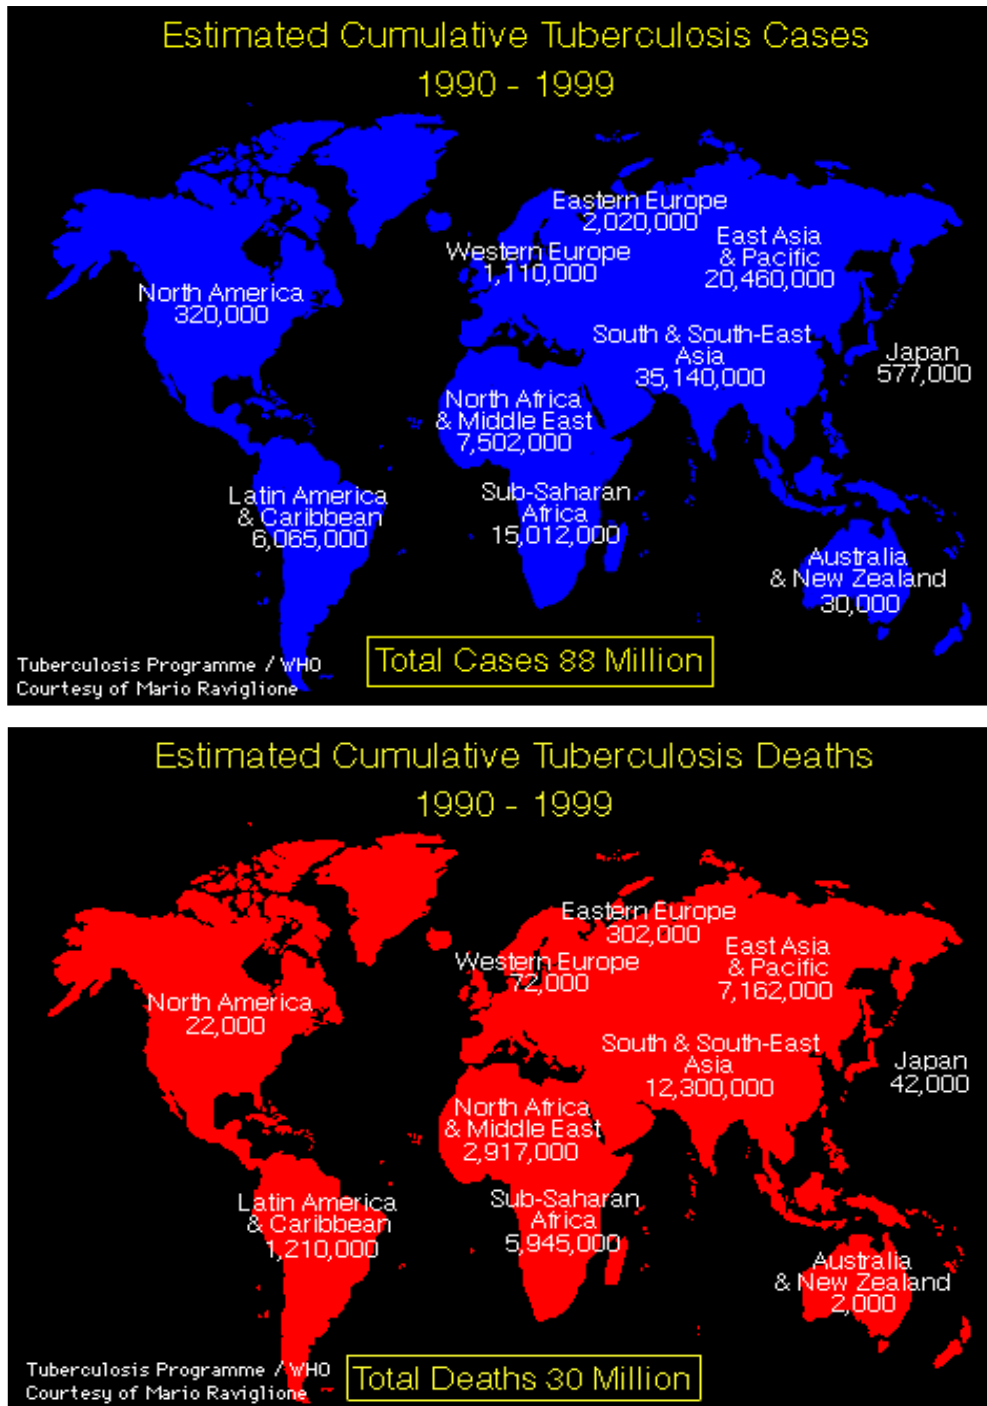 Estimated Cumulative Tuberculosis Cases
1990 - 1999
Eastern Europe
2,020,000
East Asia
& Pacific
20,460,000
Western Europe
1,110,000
North America
320,000
South & South-East
Asia
35,140,000
Japan
577,000
North Africa
& Middle East
7,502,000
Latin America
& Caribbean
6,065,000
Sub-Saharan
Africa
15,012,000
Australia
& New Zealand
30,000
Total Cases 88 Million
Tuberculosis Programme / WHO
Courtesy of Mario Raviglione
Estimated Cumulative Tuberculosis Deaths
1990 - 1999
Eastern Europe
302,000
East Asia
& Pacific
7,162,000
Western Europe
72,000
North America
22,000
South & South-East
Asia
12,300,000
Japan
42,000
North Africa
& Middle East
2,917,000
Latin America
& Caribbean
1,210,000
Sub-Saharan
Africa
5,945,000
Australia
& New Zealand
2,000
Total Deaths 30 Million
Tuberculosis Programme / WHO
Courtesy of Mario Raviglione